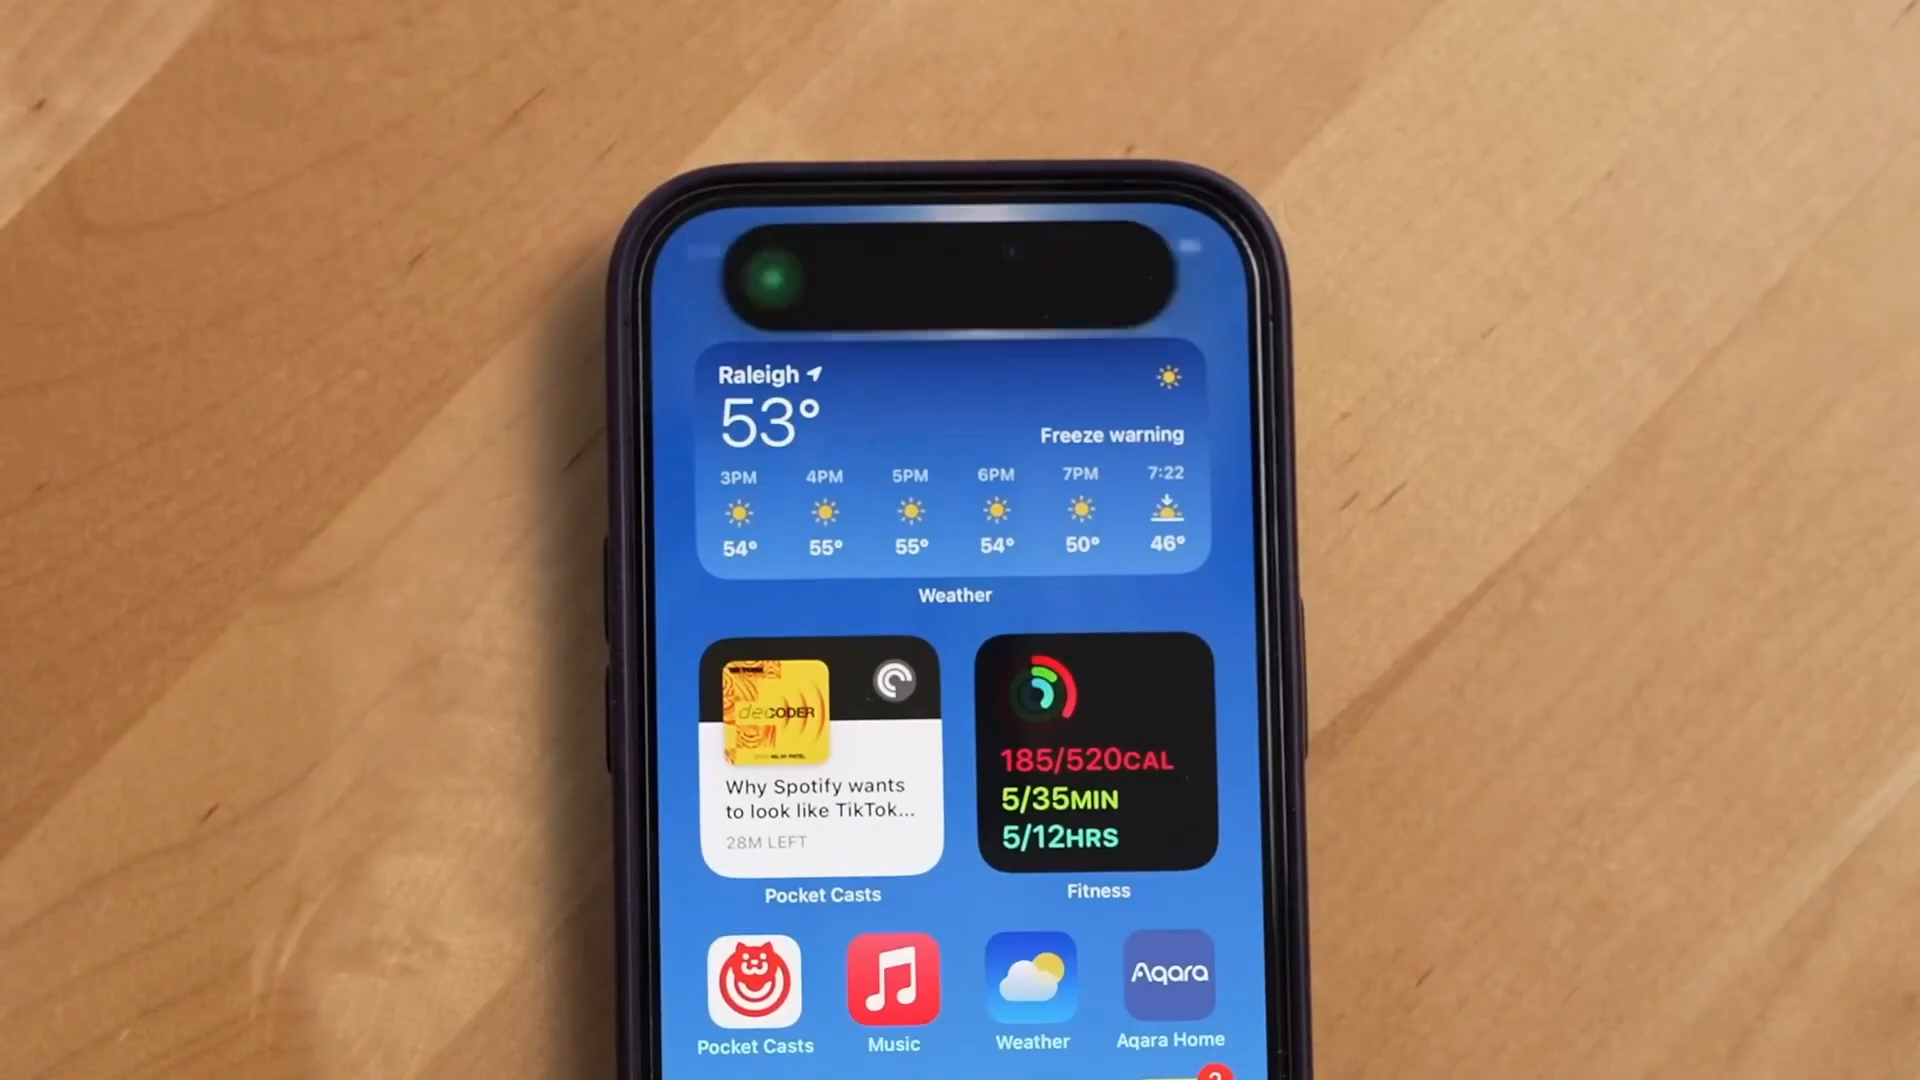 Raleigh
53°
Freeze warning
3PM 4PM 5PM 6PM 7PM 7:22
54° 55° 55° 54° 50° 46°
Weather
decODER
Why Spotify wants
to look like TikTok...
28M LEFT
Pocket Casts
185/520CAL
5/35MIN
5/12HRS
Fitness
Aqara
Pocket Casts Music Weather Aqara Home